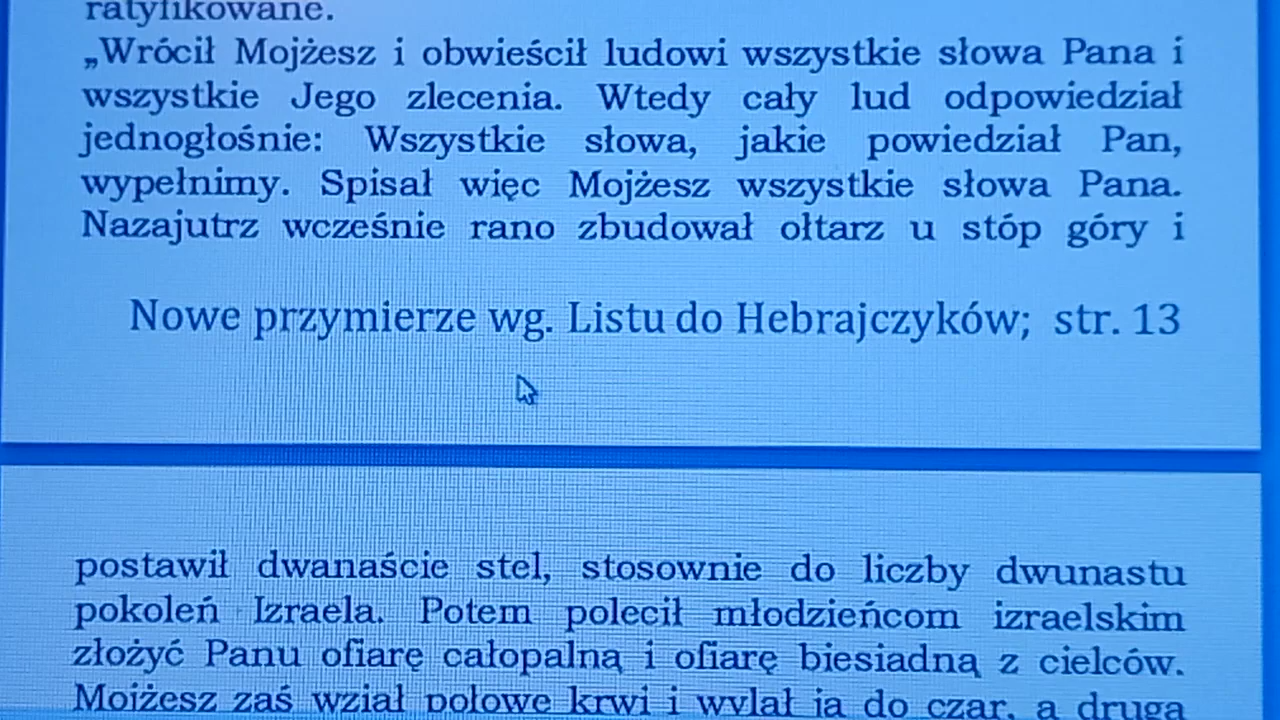 ratyfikowane.
„Wrócił Mojżesz i obwieścił ludowi wszystkie słowa Pana i
wszystkie Jego zlecenia. Wtedy cały lud odpowiedział
jednogłośnie: Wszystkie słowa, jakie powiedział Pan,
wypełnimy. Spisał więc Mojżesz wszystkie słowa Pana.
Nazajutrz wcześnie rano zbudował ołtarz u stóp góry i
Nowe przymierze wg. Listu do Hebrajczyków; str. 13
postawił dwanaście stel, stosownie do liczby dwunastu
pokoleń Izraela. Potem polecił młodzieńcom izraelskim
złożyć Panu ofiarę całopalną i ofiarę biesiadną z cielców.
Mojżesz zaś wziął połowę krwi i wylał ją do czar, a drugą